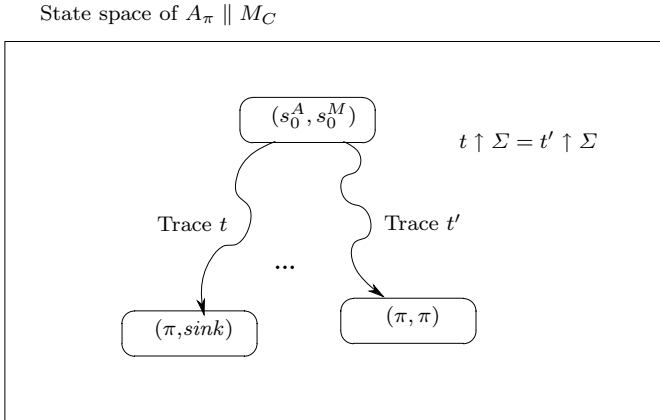 State space of A_π ∥ M_C
(s_0^A, s_0^M)
t ↑ Σ = t′ ↑ Σ
Trace t
Trace t′
...
(π,sink)
(π, π)